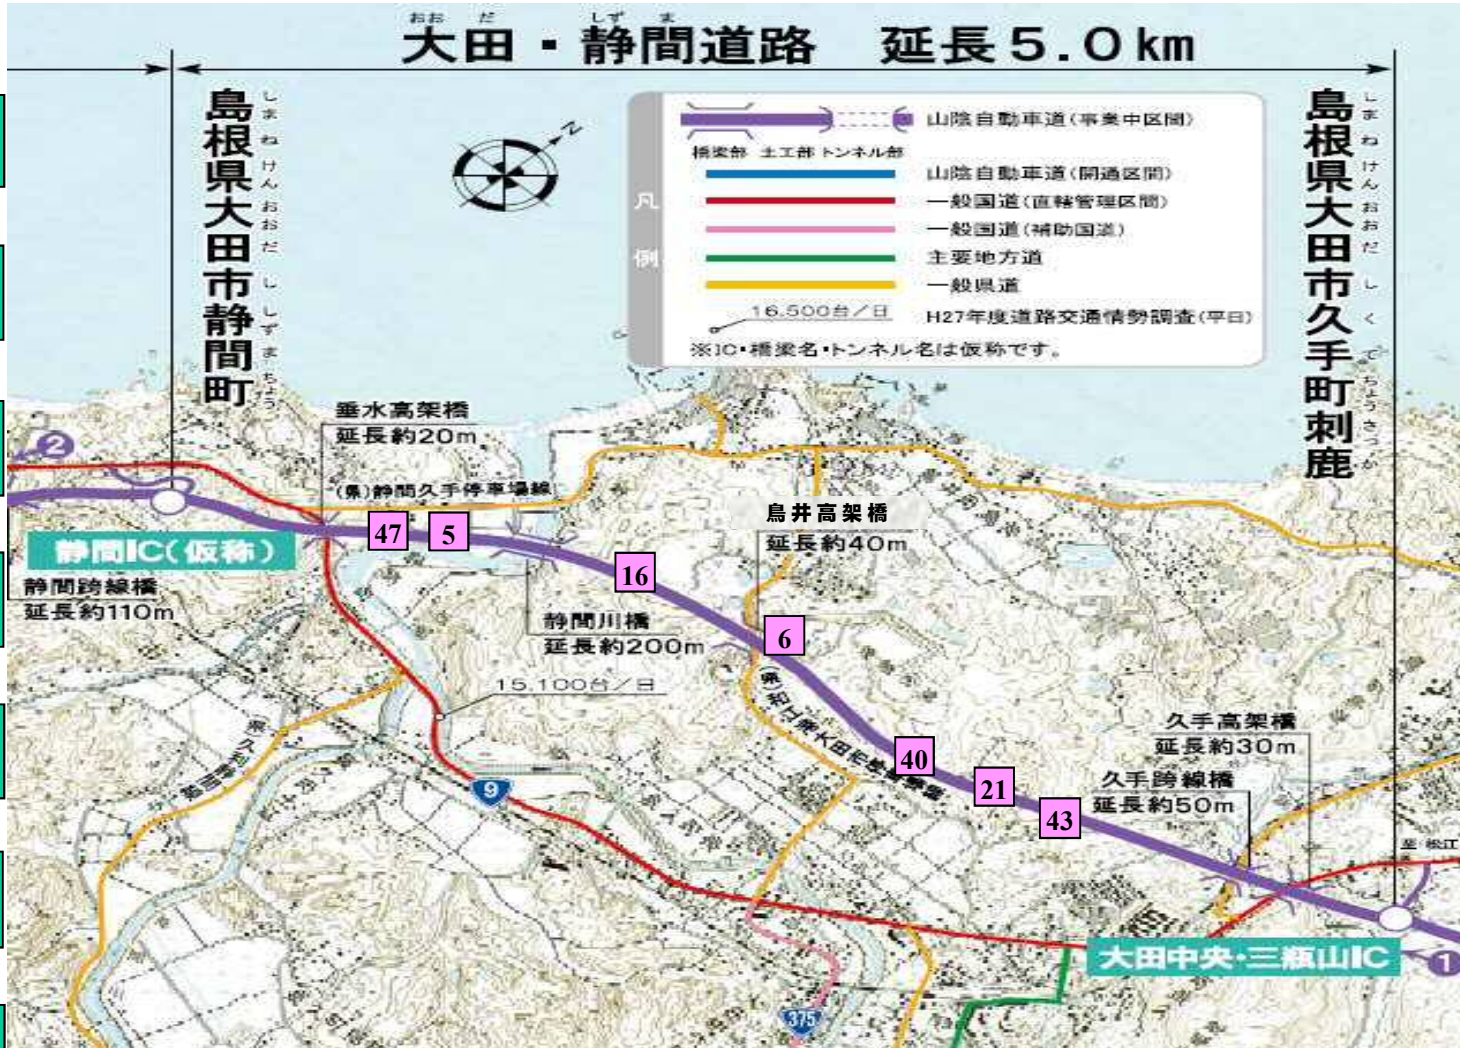 おお だ しず ま
大田・静間道路 延長5.0km
島根県大田市静間町
しまねけんおおだししずまちょう
島根県大田市久手町刺鹿
しまねけんおおだしくてちょうさつか
Z
凡例
山陰自動車道(事業中区間)
橋梁部 土工部 トンネル部
山陰自動車道(開通区間)
一般国道(直轄管理区間)
一般国道(補助国道)
主要地方道
一般県道
16,500台/日
H27年度道路交通情勢調査(平日)
※IC・橋梁名・トンネル名は仮称です。
2
垂水高架橋
延長約20m
(県)静間久手停車場線
47
5
16
6
40
21
43
静間IC(仮称)
静間跨線橋
延長約110m
静間川橋
延長約200m
鳥井高架橋
延長約40m
15,100台/日
9
久手高架橋
延長約30m
久手跨線橋
延長約50m
至 松江
大田中央・三瓶山IC
1
375